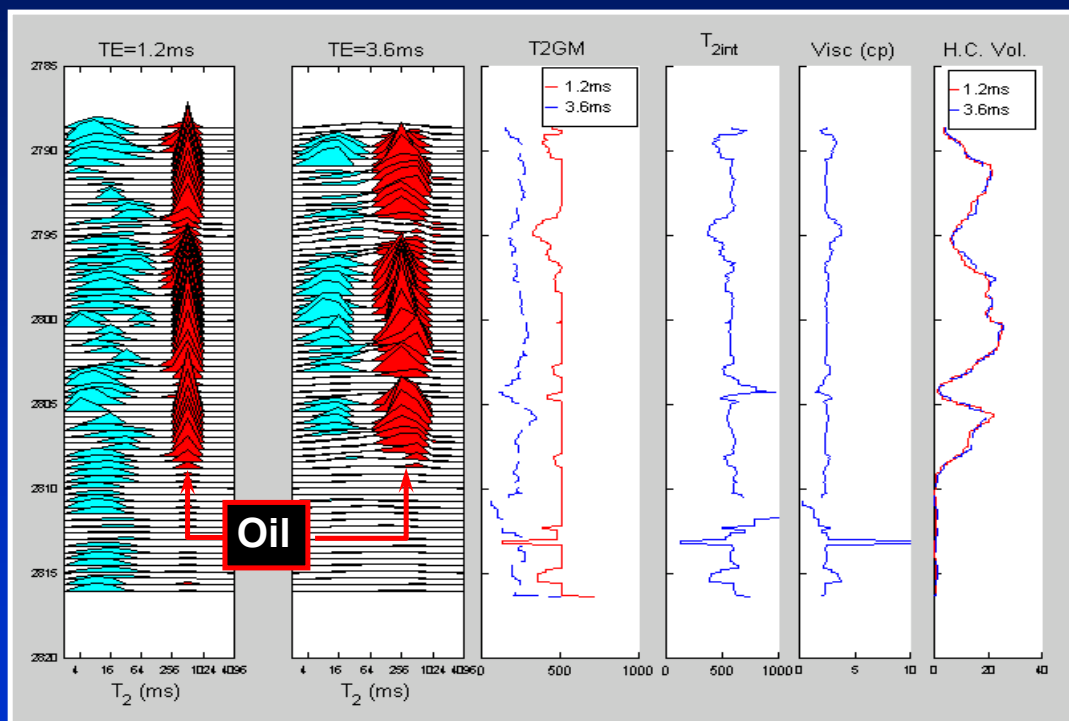 TE=1.2ms
TE=3.6ms
T2GM
T2int
Visc (cp)
H.C. Vol.
2785
2790
2795
2800
2805
2810
2815
2820
1.2ms
3.6ms
1.2ms
3.6ms
Oil
4 16 64 256 1024 4096
4 16 64 256 1024 4096
0 500 1000
0 500 1000
0 5 10
0 20 40
T2 (ms)
T2 (ms)